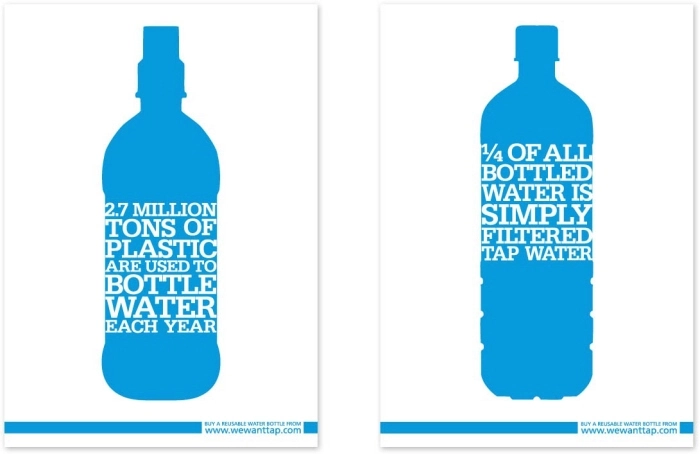 2.7 MILLION
TONS OF
PLASTIC
ARE USED TO
BOTTLE
WATER
EACH YEAR
BUY A REUSABLE WATER BOTTLE FROM
www.wewanttap.com
¼ OF ALL
BOTTLED
WATER IS
SIMPLY
FILTERED
TAP WATER
BUY A REUSABLE WATER BOTTLE FROM
www.wewanttap.com